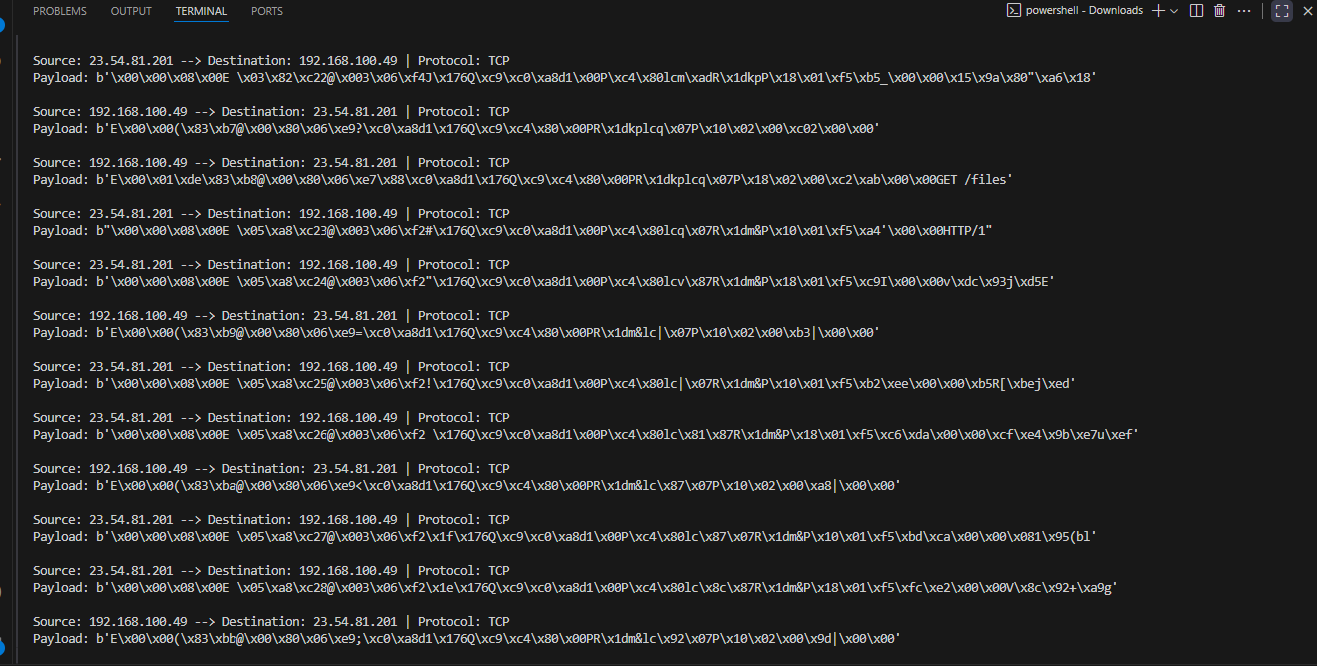 PROBLEMS OUTPUT TERMINAL PORTS powershell - Downloads
Source: 23.54.81.201 --> Destination: 192.168.100.49 | Protocol: TCP
Payload: b'\x00\x00\x08\x00E \x03\x82\xc22@\x003\x06\xf4J\x176Q\xc9\xc0\xa8d1\x00P\xc4\x80lcm\xadR\x1dkpP\x18\x01\xf5\xb5_\x00\x00\x15\x9a\x80"\xa6\x18'
Source: 192.168.100.49 --> Destination: 23.54.81.201 | Protocol: TCP
Payload: b'E\x00\x00(\x83\xb7@\x00\x80\x06\xe9?\xc0\xa8d1\x176Q\xc9\xc4\x80\x00PR\x1dkplcq\x07P\x10\x02\x00\xc02\x00\x00'
Source: 192.168.100.49 --> Destination: 23.54.81.201 | Protocol: TCP
Payload: b'E\x00\x01\xde\x83\xb8@\x00\x80\x06\xe7\x88\xc0\xa8d1\x176Q\xc9\xc4\x80\x00PR\x1dkplcq\x07P\x18\x02\x00\xc2\xab\x00\x00GET /files'
Source: 23.54.81.201 --> Destination: 192.168.100.49 | Protocol: TCP
Payload: b"\x00\x00\x08\x00E \x05\xa8\xc23@\x003\x06\xf2#\x176Q\xc9\xc0\xa8d1\x00P\xc4\x80lcq\x07R\x1dm&P\x10\x01\xf5\xa4'\x00\x00HTTP/1"
Source: 23.54.81.201 --> Destination: 192.168.100.49 | Protocol: TCP
Payload: b'\x00\x00\x08\x00E \x05\xa8\xc24@\x003\x06\xf2"\x176Q\xc9\xc0\xa8d1\x00P\xc4\x80lcv\x87R\x1dm&P\x18\x01\xf5\xc9I\x00\x00v\xdc\x93j\xd5E'
Source: 192.168.100.49 --> Destination: 23.54.81.201 | Protocol: TCP
Payload: b'E\x00\x00(\x83\xb9@\x00\x80\x06\xe9=\xc0\xa8d1\x176Q\xc9\xc4\x80\x00PR\x1dm&lc|\x07P\x10\x02\x00\xb3|\x00\x00'
Source: 23.54.81.201 --> Destination: 192.168.100.49 | Protocol: TCP
Payload: b'\x00\x00\x08\x00E \x05\xa8\xc25@\x003\x06\xf2!\x176Q\xc9\xc0\xa8d1\x00P\xc4\x80lc|\x07R\x1dm&P\x10\x01\xf5\xb2\xee\x00\x00\xb5R[\xbej\xed'
Source: 23.54.81.201 --> Destination: 192.168.100.49 | Protocol: TCP
Payload: b'\x00\x00\x08\x00E \x05\xa8\xc26@\x003\x06\xf2 \x176Q\xc9\xc0\xa8d1\x00P\xc4\x80lc\x81\x87R\x1dm&P\x18\x01\xf5\xc6\xda\x00\x00\xcf\xe4\x9b\xe7u\xef'
Source: 192.168.100.49 --> Destination: 23.54.81.201 | Protocol: TCP
Payload: b'E\x00\x00(\x83\xba@\x00\x80\x06\xe9<\xc0\xa8d1\x176Q\xc9\xc4\x80\x00PR\x1dm&lc\x87\x07P\x10\x02\x00\xa8|\x00\x00'
Source: 23.54.81.201 --> Destination: 192.168.100.49 | Protocol: TCP
Payload: b'\x00\x00\x08\x00E \x05\xa8\xc27@\x003\x06\xf2\x1f\x176Q\xc9\xc0\xa8d1\x00P\xc4\x80lc\x87\x07R\x1dm&P\x10\x01\xf5\xbd\xca\x00\x00\x081\x95(bl'
Source: 23.54.81.201 --> Destination: 192.168.100.49 | Protocol: TCP
Payload: b'\x00\x00\x08\x00E \x05\xa8\xc28@\x003\x06\xf2\x1e\x176Q\xc9\xc0\xa8d1\x00P\xc4\x80lc\x8c\x87R\x1dm&P\x18\x01\xf5\xfc\xe2\x00\x00V\x8c\x92+\xa9g'
Source: 192.168.100.49 --> Destination: 23.54.81.201 | Protocol: TCP
Payload: b'E\x00\x00(\x83\xbb@\x00\x80\x06\xe9;\xc0\xa8d1\x176Q\xc9\xc4\x80\x00PR\x1dm&lc\x92\x07P\x10\x02\x00\x9d|\x00\x00'